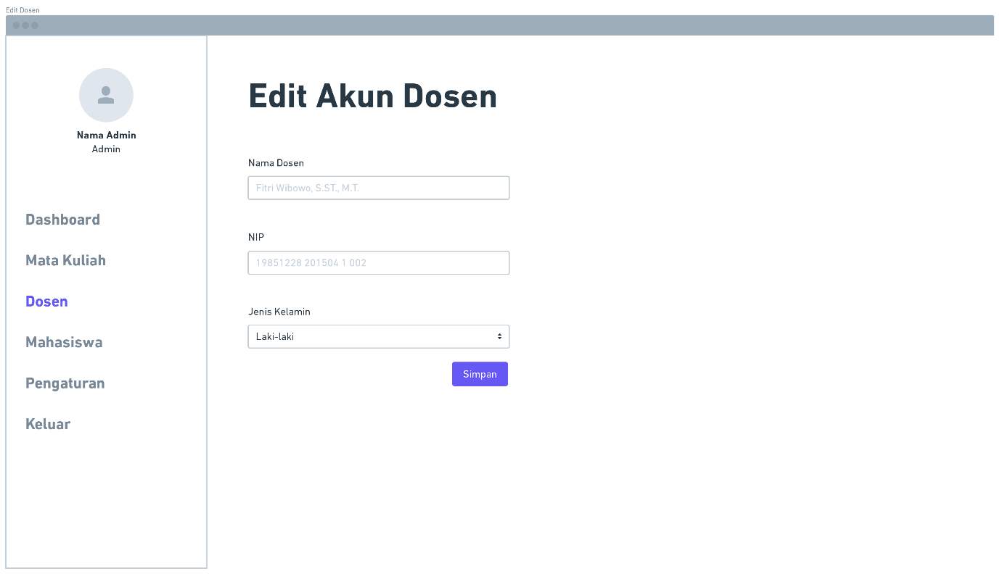 Edit Dosen
Nama Admin
Admin
Dashboard
Mata Kuliah
Dosen
Mahasiswa
Pengaturan
Keluar
Edit Akun Dosen
Nama Dosen
Fitri Wibowo, S.ST., M.T.
NIP
19851228 201504 1 002
Jenis Kelamin
Laki-laki
Simpan